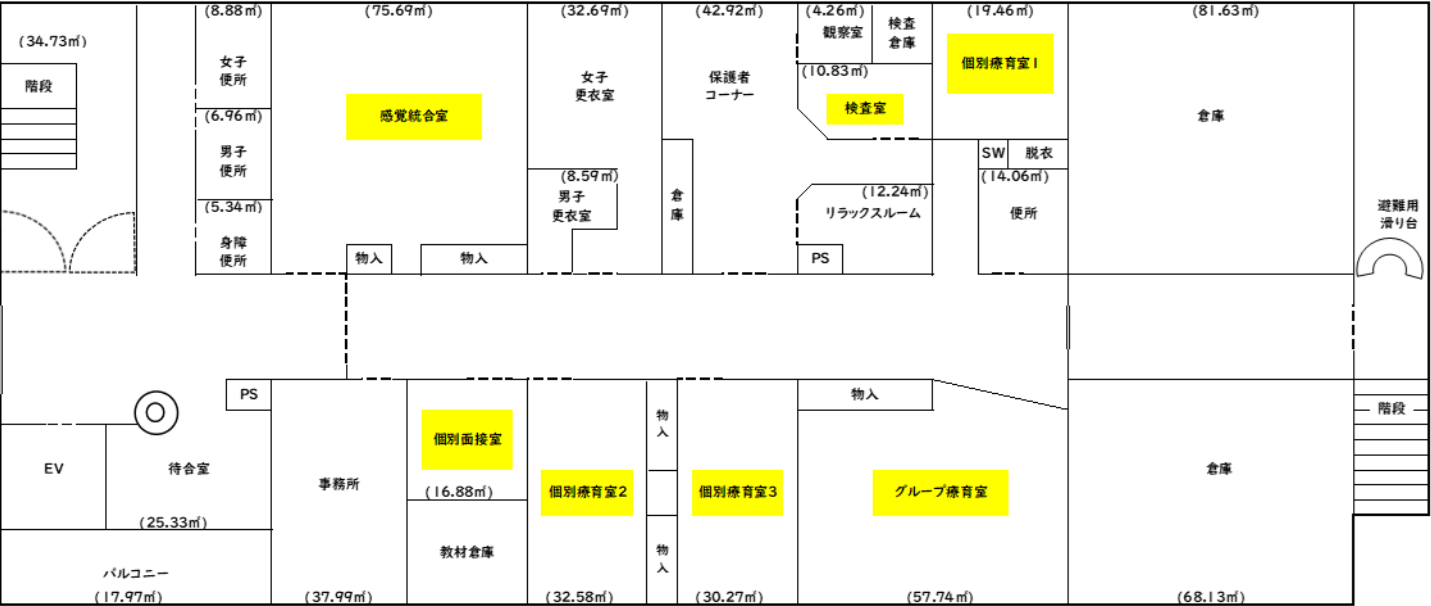 (8.88㎡)
(75.69㎡)
(32.69㎡)
(42.92㎡)
(4.26㎡)
(19.46㎡)
(81.63㎡)
(34.73㎡)
階段
女子
便所
(6.96㎡)
男子
便所
(5.34㎡)
身障
便所
感覚統合室
物入
物入
女子
更衣室
(8.59㎡)
男子
更衣室
保護者
コーナー
倉
庫
観察室
検査
倉庫
(10.83㎡)
検査室
(12.24㎡)
リラックスルーム
PS
個別療育室1
SW
脱衣
(14.06㎡)
便所
倉庫
避難用
滑り台
PS
EV
待合室
(25.33㎡)
バルコニー
(17.97㎡)
事務所
(37.99㎡)
個別面接室
(16.88㎡)
教材倉庫
個別療育室2
(32.58㎡)
物
入
物
入
個別療育室3
(30.27㎡)
物入
グループ療育室
(57.74㎡)
倉庫
(68.13㎡)
階段